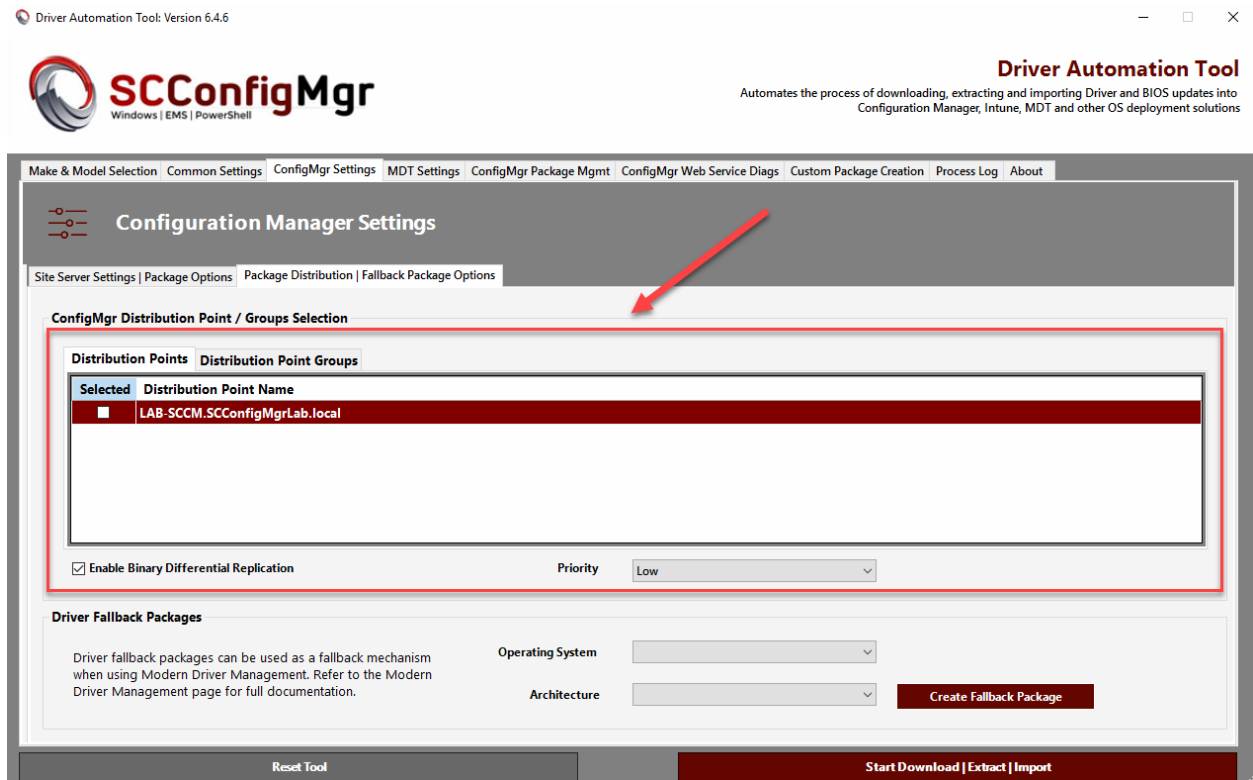 Driver Automation Tool: Version 6.4.6
SCConfigMgr
Windows | EMS | PowerShell
Driver Automation Tool
Automates the process of downloading, extracting and importing Driver and BIOS updates into
Configuration Manager, Intune, MDT and other OS deployment solutions
Make & Model Selection Common Settings ConfigMgr Settings MDT Settings ConfigMgr Package Mgmt ConfigMgr Web Service Diags Custom Package Creation Process Log About
Configuration Manager Settings
Site Server Settings | Package Options Package Distribution | Fallback Package Options
ConfigMgr Distribution Point / Groups Selection
Distribution Points Distribution Point Groups
Selected Distribution Point Name
LAB-SCCM.SCConfigMgrLab.local
Enable Binary Differential Replication Priority Low
Driver Fallback Packages
Driver fallback packages can be used as a fallback mechanism
when using Modern Driver Management. Refer to the Modern
Driver Management page for full documentation.
Operating System
Architecture
Create Fallback Package
Reset Tool Start Download | Extract | Import